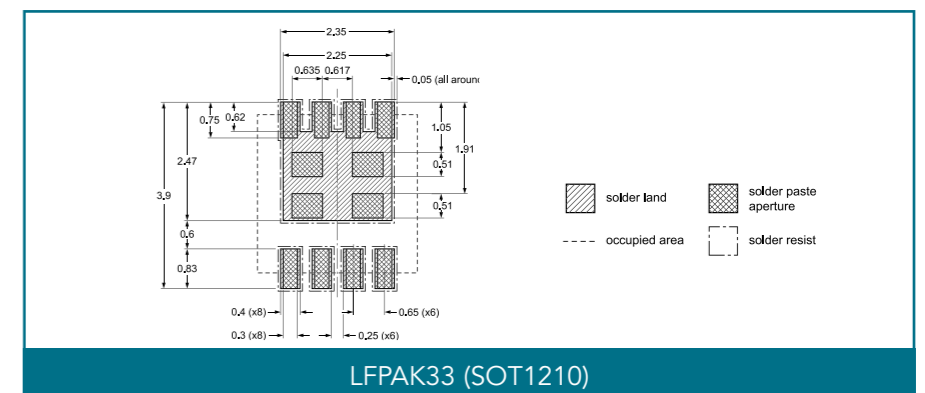 2.35
2.25
0.635 0.617
0.05 (all aroun
0.75 0.62
1.05
1.91
0.51
2.47
3.9
0.51
0.6
0.83
0.4 (x8)
0.65 (x6)
0.3 (x8)
0.25 (x6)
solder land
solder paste
aperture
occupied area
solder resist
LFPAK33 (SOT1210)